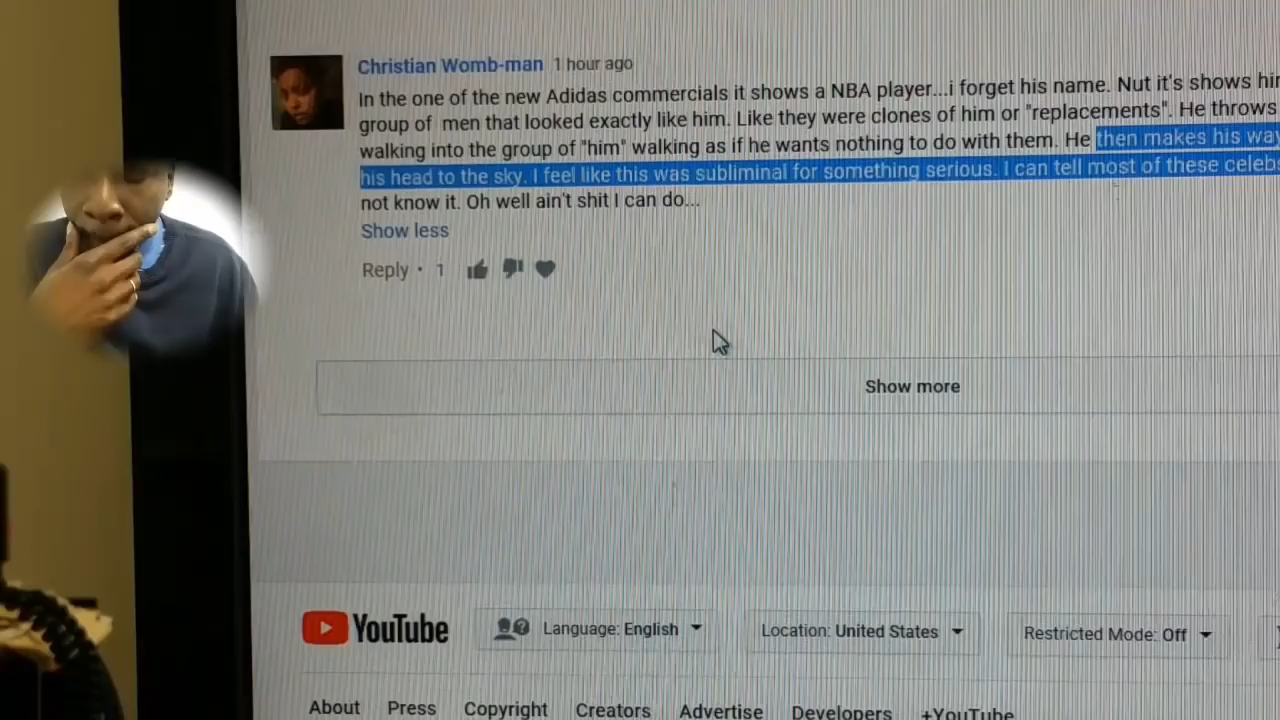 Christian Womb-man 1 hour ago
In the one of the new Adidas commercials it shows a NBA player...i forget his name. Nut it's shows
group of men that looked exactly like him. Like they were clones of him or "replacements". He throws
walking into the group of "him" walking as if he wants nothing to do with them. He then makes his
his head to the sky. I feel like this was subliminal for something serious. I can tell most of these
not know it. Oh well ain't shit I can do...
Show less
Reply · 1
Show more
YouTube Language: English Location: United States Restricted Mode: Off
About Press Copyright Creators Advertise Developers +YouTube